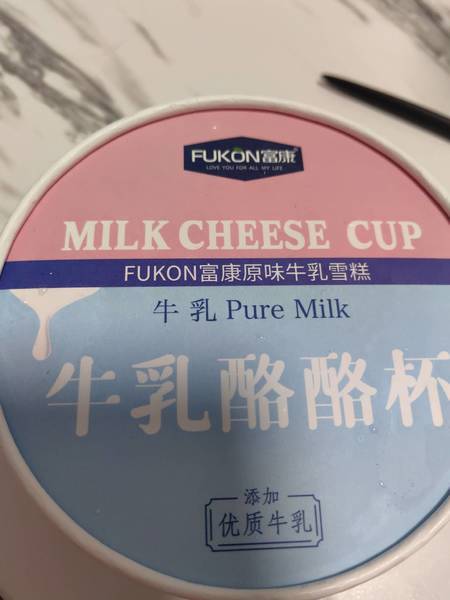 FUKON富康
LOVE YOU FOR ALL MY LIFE
MILK CHEESE CUP
FUKON富康原味牛乳雪糕
牛乳 Pure Milk
牛乳酪酪杯
添加
优质牛乳